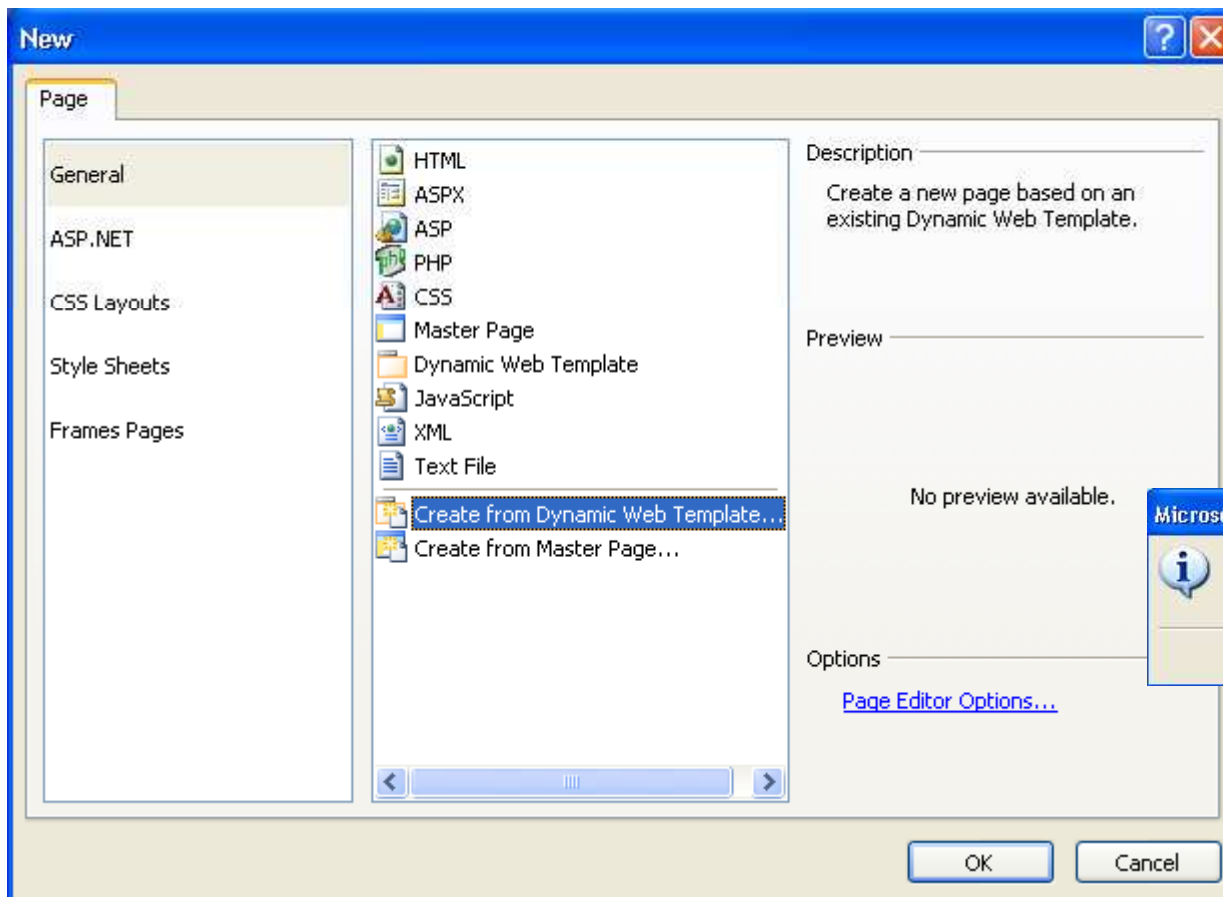 New
Page
General
ASP.NET
CSS Layouts
Style Sheets
Frames Pages
HTML
ASPX
ASP
PHP
CSS
Master Page
Dynamic Web Template
JavaScript
XML
Text File
Create from Dynamic Web Template...
Create from Master Page...
Description
Create a new page based on an
existing Dynamic Web Template.
Preview
No preview available.
Micros
Options
Page Editor Options...
OK
Cancel